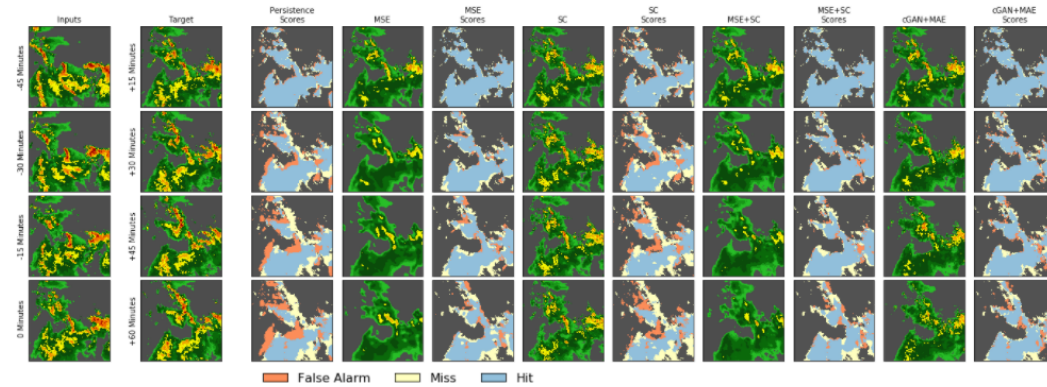 Inputs
Target
Persistence
Scores
MSE
MSE
Scores
SC
SC
Scores
MSE+SC
MSE+SC
Scores
cGAN+MAE
cGAN+MAE
Scores
-45 Minutes
+15 Minutes
-30 Minutes
+30 Minutes
-15 Minutes
+45 Minutes
0 Minutes
+60 Minutes
False Alarm Miss Hit